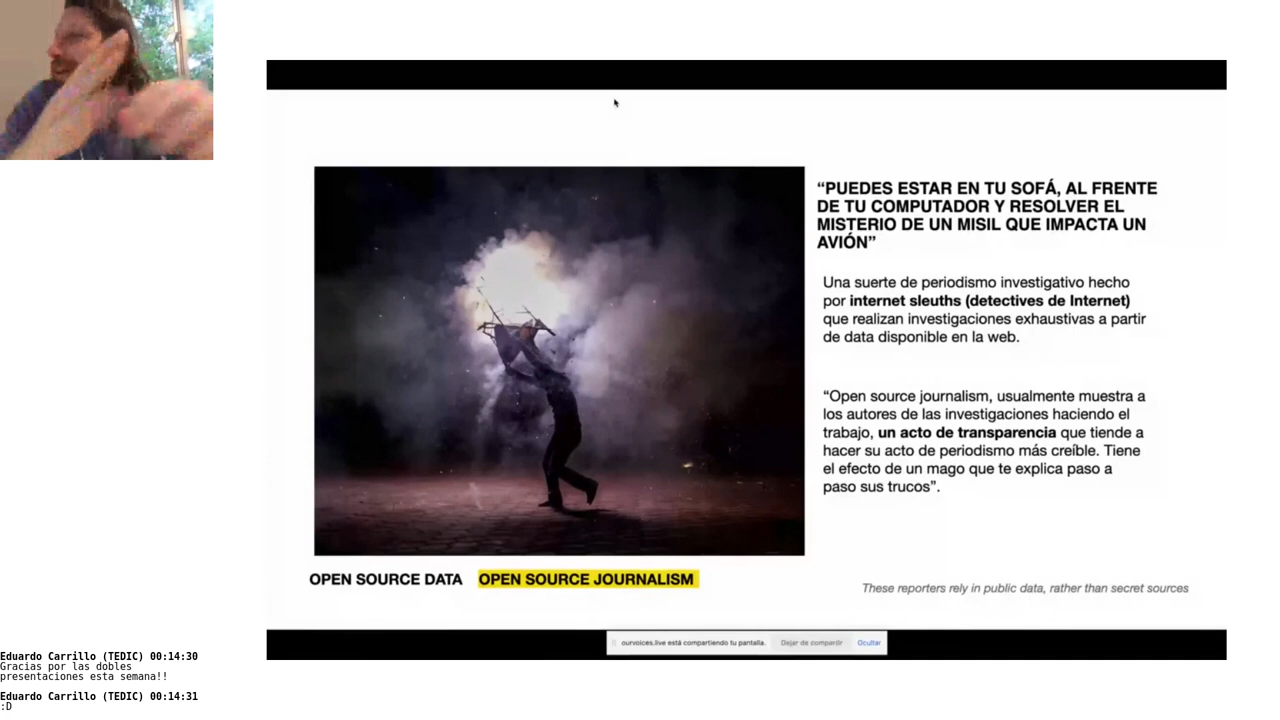 “PUEDES ESTAR EN TU SOFÁ, AL FRENTE
DE TU COMPUTADOR Y RESOLVER EL
MISTERIO DE UN MISIL QUE IMPACTA UN
AVIÓN”
Una suerte de periodismo investigativo hecho
por internet sleuths (detectives de Internet)
que realizan investigaciones exhaustivas a partir
de data disponible en la web.
“Open source journalism, usualmente muestra a
los autores de las investigaciones haciendo el
trabajo, un acto de transparencia que tiende a
hacer su acto de periodismo más creíble. Tiene
el efecto de un mago que te explica paso a
paso sus trucos”.
OPEN SOURCE DATA OPEN SOURCE JOURNALISM
These reporters rely in public data, rather than secret sources
ourvoices.live está compartiendo tu pantalla. Dejar de compartir Ocultar
Eduardo Carrillo (TEDIC) 00:14:30
Gracias por las dobles
presentaciones esta semana!!
Eduardo Carrillo (TEDIC) 00:14:31
:D